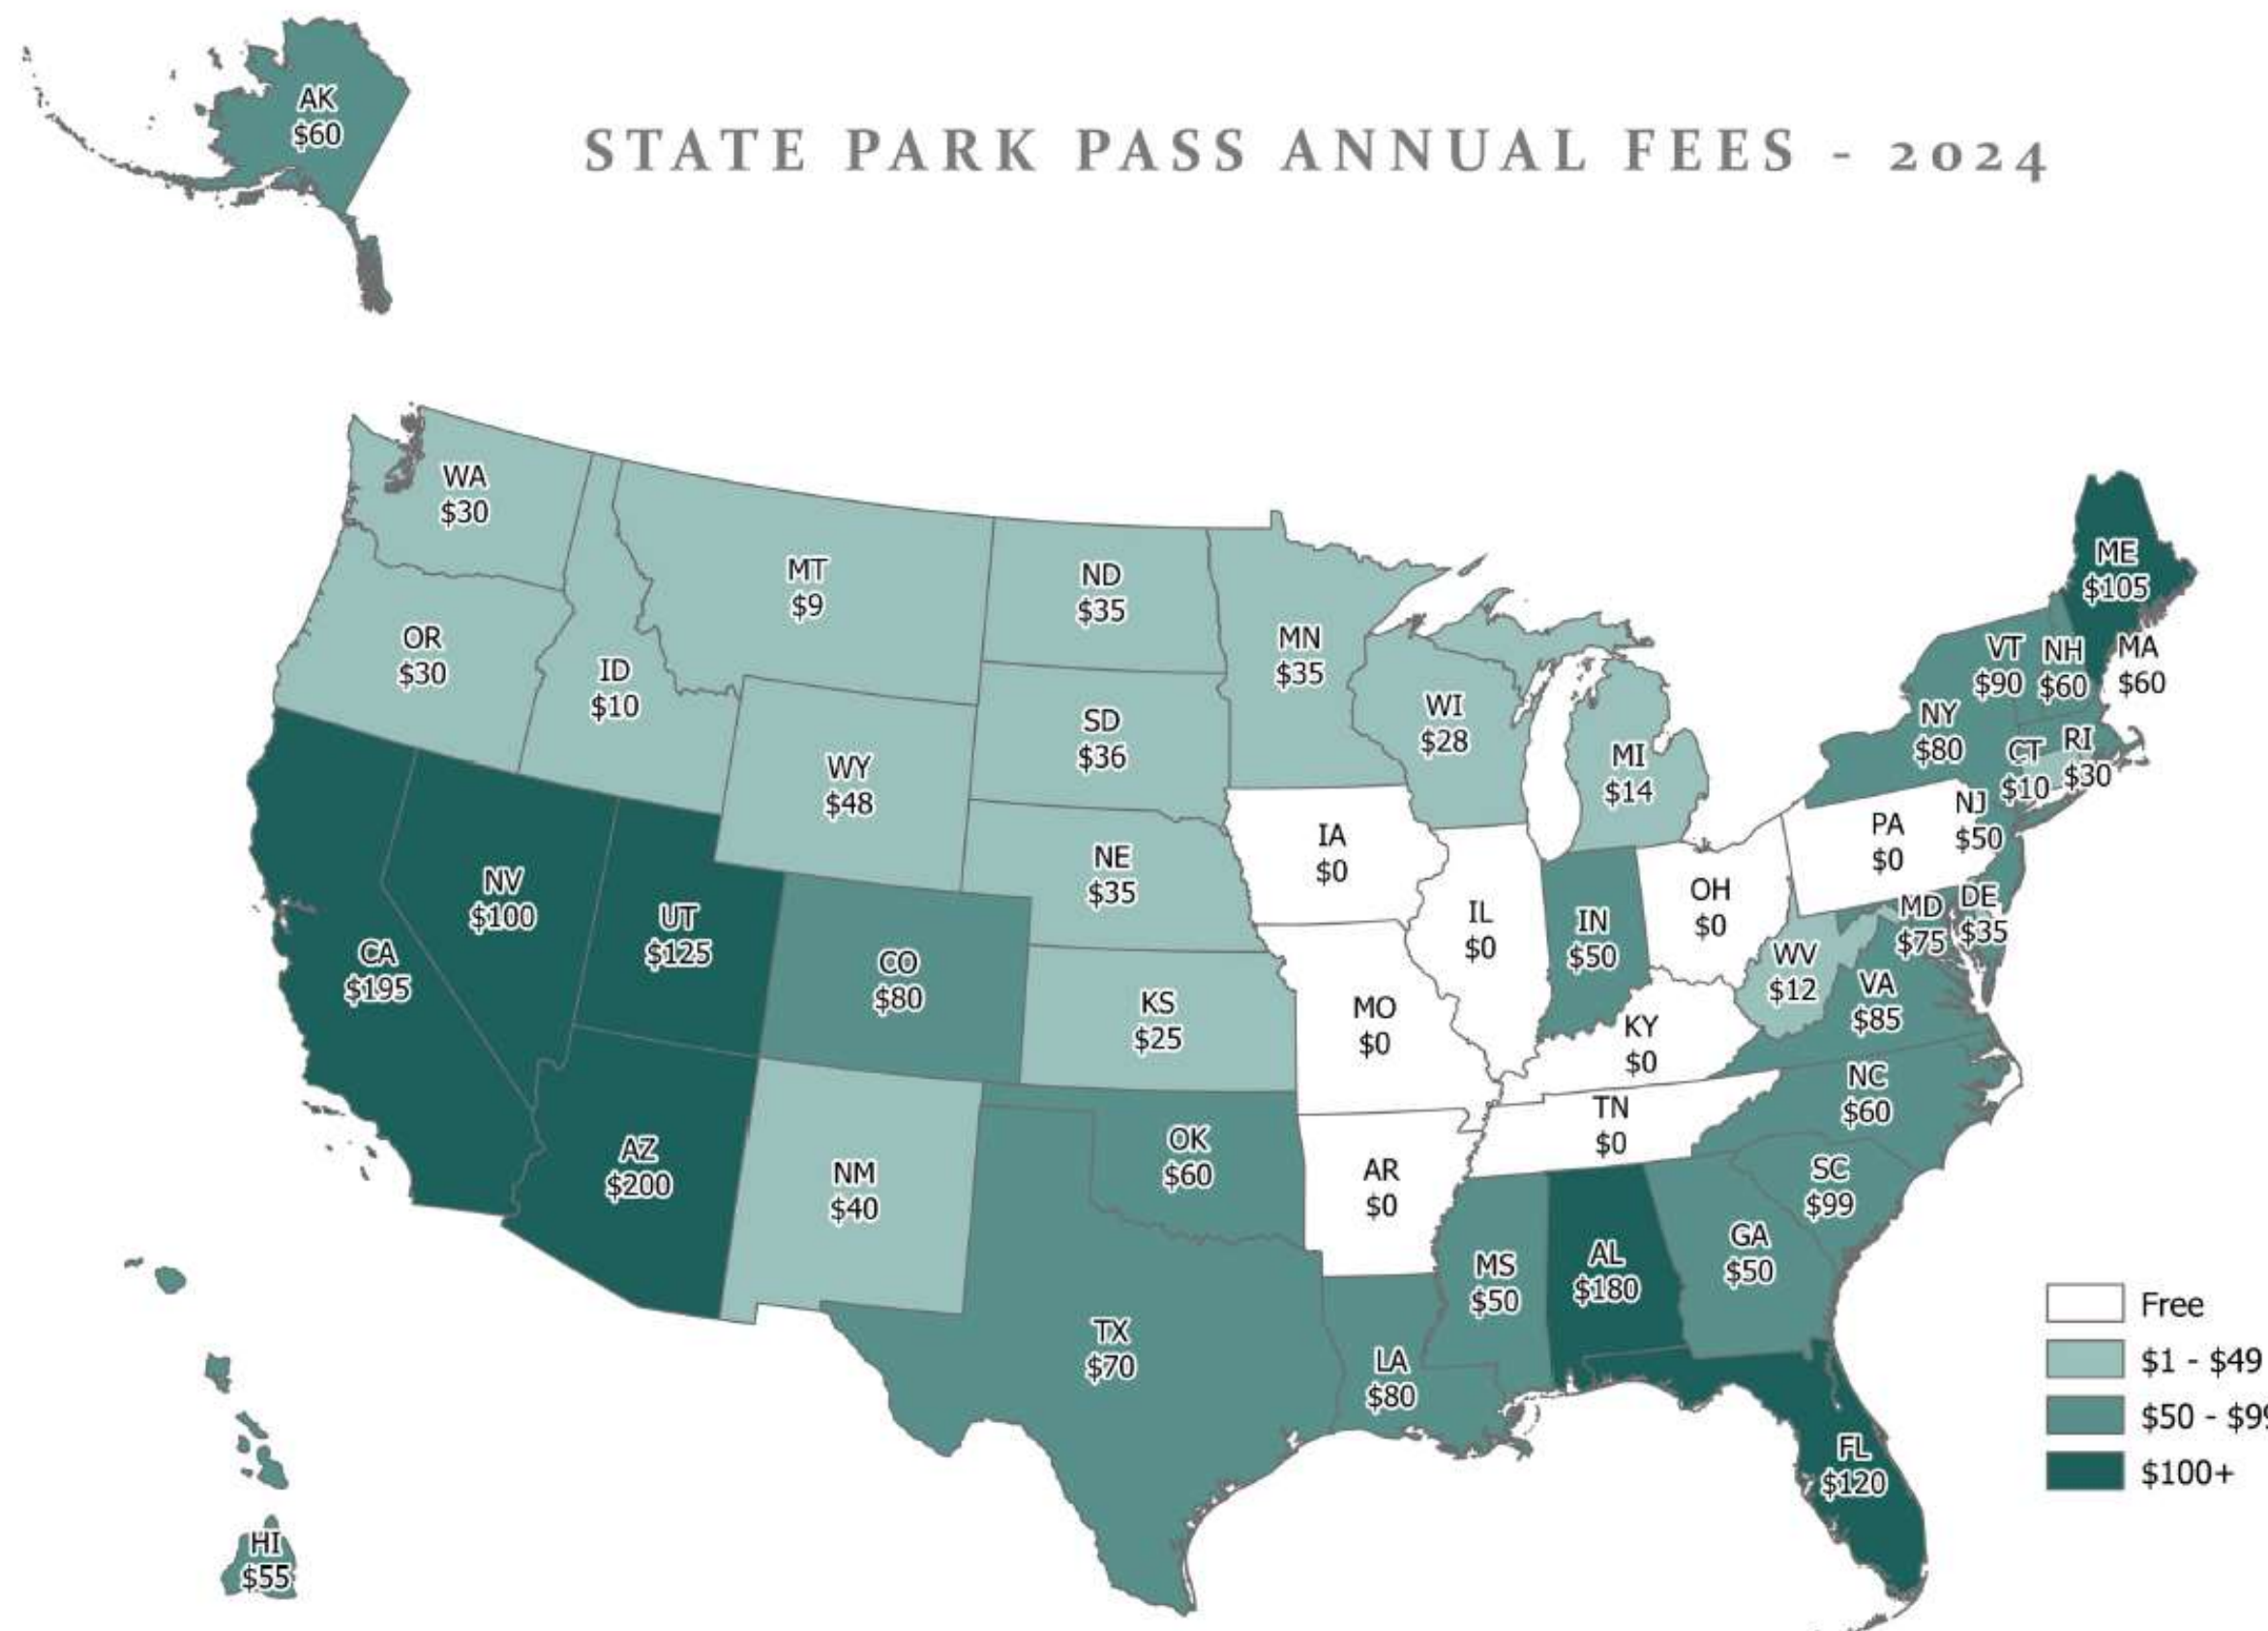 AK
$60
STATE PARK PASS ANNUAL FEES - 2024
WA
$30
OR
$30
ID
$10
MT
$9
ND
$35
MN
$35
SD
$36
WY
$48
NE
$35
WI
$28
MI
$14
ME
$105
VT
$90
NH
$60
MA
$60
NY
$80
CT
$10
RI
$30
NJ
$50
PA
$0
IA
$0
IL
$0
IN
$50
OH
$0
MD
$75
DE
$35
WV
$12
VA
$85
NV
$100
UT
$125
CA
$195
CO
$80
KS
$25
MO
$0
KY
$0
NC
$60
TN
$0
AZ
$200
NM
$40
OK
$60
AR
$0
SC
$99
MS
$50
AL
$180
GA
$50
TX
$70
LA
$80
FL
$120
HI
$55
Free
$1 - $49
$50 - $99
$100+